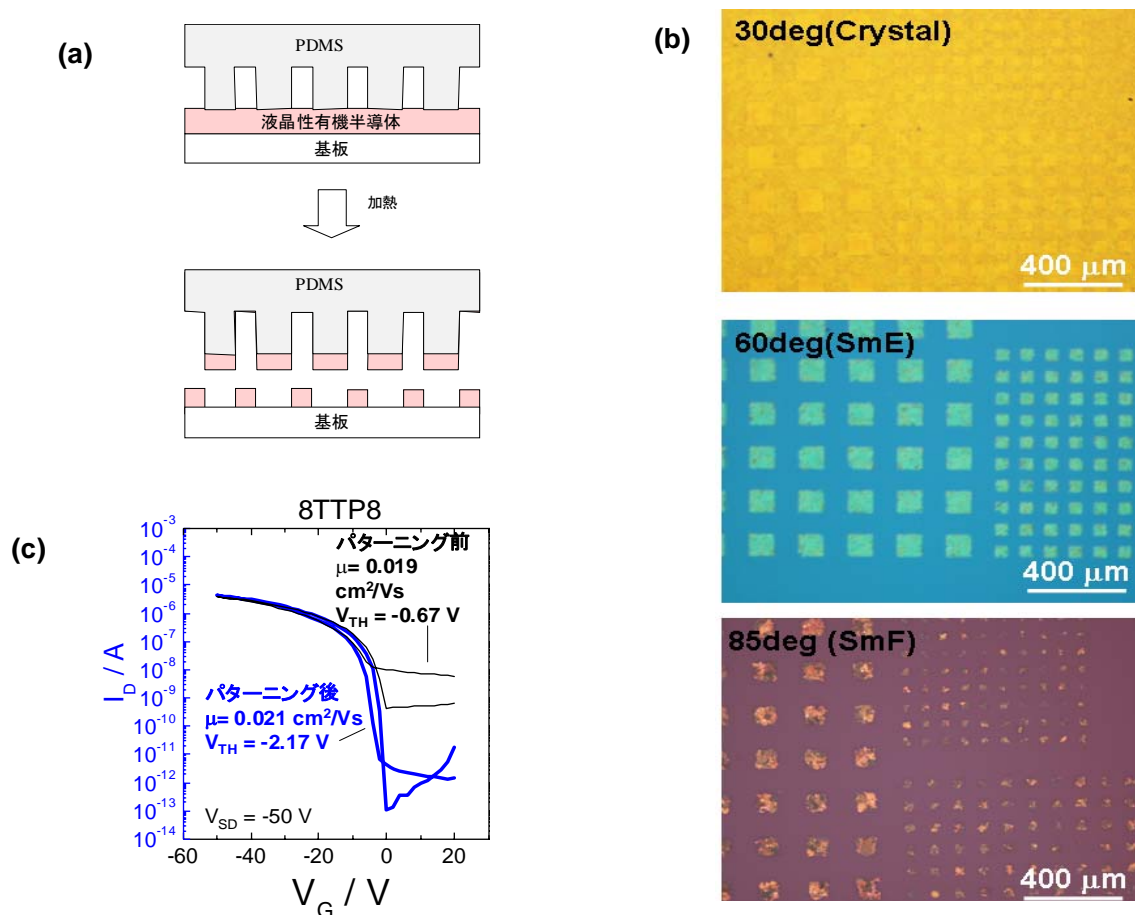 (a)
PDMS
液晶性有機半導体
基板
加熱
PDMS
基板
(b)
30deg(Crystal)
400 μm
60deg(SmE)
400 μm
85deg (SmF)
400 μm
(c)
8TTP8
10⁻³
10⁻⁴
10⁻⁵
10⁻⁶
10⁻⁷
10⁻⁸
10⁻⁹
10⁻¹⁰
10⁻¹¹
10⁻¹²
10⁻¹³
10⁻¹⁴
I_D / A
パターニング前
μ= 0.019
cm²/Vs
V_TH = -0.67 V
パターニング後
μ= 0.021 cm²/Vs
V_TH = -2.17 V
V_SD = -50 V
-60 -40 -20 0 20
V_G / V